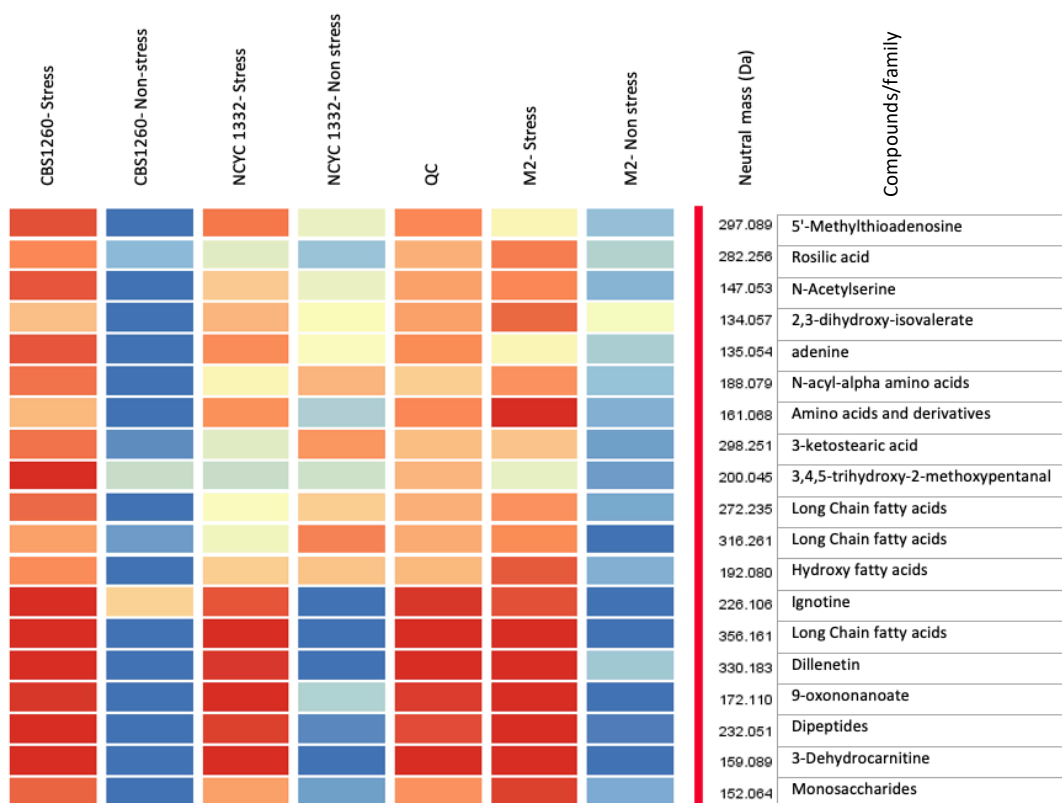 CBS1260- Stress
CBS1260- Non-stress
NCYC 1332- Stress
NCYC 1332- Non stress
QC
M2- Stress
M2- Non stress
Neutral mass (Da)
Compounds/family
297.089 5'-Methylthioadenosine
282.256 Rosilic acid
147.053 N-Acetylserine
134.057 2,3-dihydroxy-isovalerate
135.054 adenine
188.079 N-acyl-alpha amino acids
161.068 Amino acids and derivatives
298.251 3-ketostearic acid
200.045 3,4,5-trihydroxy-2-methoxypentanal
272.235 Long Chain fatty acids
316.261 Long Chain fatty acids
192.080 Hydroxy fatty acids
226.106 Ignotine
356.161 Long Chain fatty acids
330.183 Dillenetin
172.110 9-oxononanoate
232.051 Dipeptides
159.089 3-Dehydrocarnitine
152.064 Monosaccharides